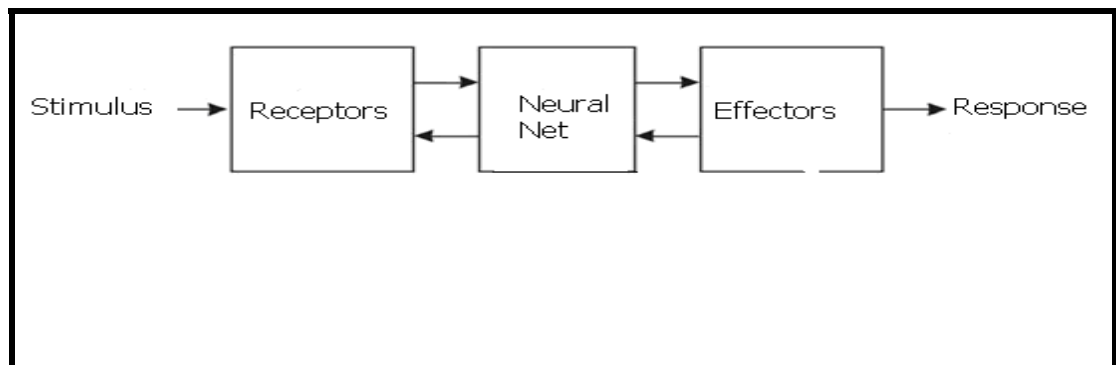 Stimulus
Receptors
Neural
Net
Effectors
Response